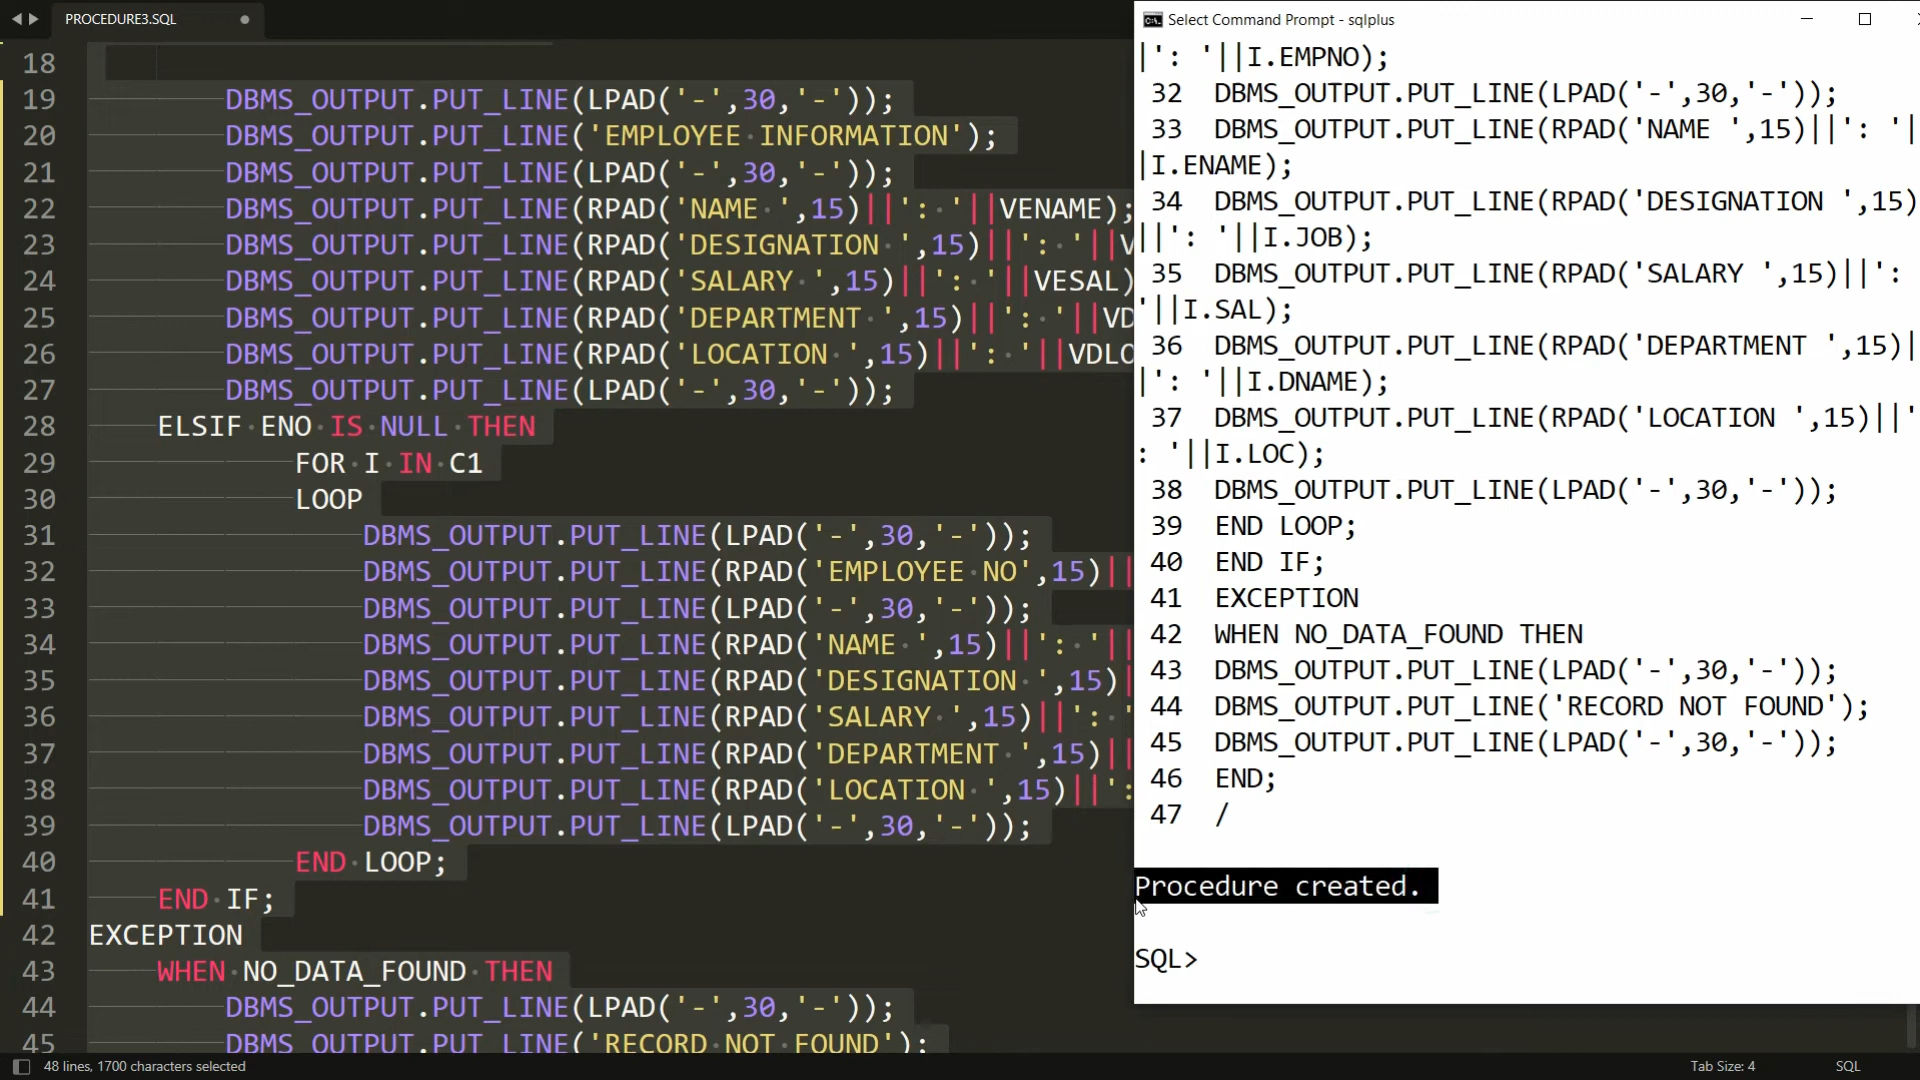 PROCEDURE3.SQL
18
19 DBMS_OUTPUT.PUT_LINE(LPAD('-',30,'-'));
20 DBMS_OUTPUT.PUT_LINE('EMPLOYEE INFORMATION');
21 DBMS_OUTPUT.PUT_LINE(LPAD('-',30,'-'));
22 DBMS_OUTPUT.PUT_LINE(RPAD('NAME ',15)||': '||VENAME);
23 DBMS_OUTPUT.PUT_LINE(RPAD('DESIGNATION ',15)||': '||V
24 DBMS_OUTPUT.PUT_LINE(RPAD('SALARY ',15)||': '||VESAL)
25 DBMS_OUTPUT.PUT_LINE(RPAD('DEPARTMENT ',15)||': '||VD
26 DBMS_OUTPUT.PUT_LINE(RPAD('LOCATION ',15)||': '||VDLO
27 DBMS_OUTPUT.PUT_LINE(LPAD('-',30,'-'));
28 ELSIF ENO IS NULL THEN
29 FOR I IN C1
30 LOOP
31 DBMS_OUTPUT.PUT_LINE(LPAD('-',30,'-'));
32 DBMS_OUTPUT.PUT_LINE(RPAD('EMPLOYEE NO',15)||
33 DBMS_OUTPUT.PUT_LINE(LPAD('-',30,'-'));
34 DBMS_OUTPUT.PUT_LINE(RPAD('NAME ',15)||': '||
35 DBMS_OUTPUT.PUT_LINE(RPAD('DESIGNATION ',15)|
36 DBMS_OUTPUT.PUT_LINE(RPAD('SALARY ',15)||': '
37 DBMS_OUTPUT.PUT_LINE(RPAD('DEPARTMENT ',15)||
38 DBMS_OUTPUT.PUT_LINE(RPAD('LOCATION ',15)||':
39 DBMS_OUTPUT.PUT_LINE(LPAD('-',30,'-'));
40 END LOOP;
41 END IF;
42 EXCEPTION
43 WHEN NO_DATA_FOUND THEN
44 DBMS_OUTPUT.PUT_LINE(LPAD('-',30,'-'));
45 DBMS_OUTPUT.PUT_LINE('RECORD NOT FOUND');
48 lines, 1700 characters selected
Tab Size: 4
SQL
Select Command Prompt - sqlplus
|': '||I.EMPNO);
32 DBMS_OUTPUT.PUT_LINE(LPAD('-',30,'-'));
33 DBMS_OUTPUT.PUT_LINE(RPAD('NAME ',15)||': '|
|I.ENAME);
34 DBMS_OUTPUT.PUT_LINE(RPAD('DESIGNATION ',15)
||': '||I.JOB);
35 DBMS_OUTPUT.PUT_LINE(RPAD('SALARY ',15)||':
'||I.SAL);
36 DBMS_OUTPUT.PUT_LINE(RPAD('DEPARTMENT ',15)|
|': '||I.DNAME);
37 DBMS_OUTPUT.PUT_LINE(RPAD('LOCATION ',15)||'
: '||I.LOC);
38 DBMS_OUTPUT.PUT_LINE(LPAD('-',30,'-'));
39 END LOOP;
40 END IF;
41 EXCEPTION
42 WHEN NO_DATA_FOUND THEN
43 DBMS_OUTPUT.PUT_LINE(LPAD('-',30,'-'));
44 DBMS_OUTPUT.PUT_LINE('RECORD NOT FOUND');
45 DBMS_OUTPUT.PUT_LINE(LPAD('-',30,'-'));
46 END;
47 /
Procedure created.
SQL>